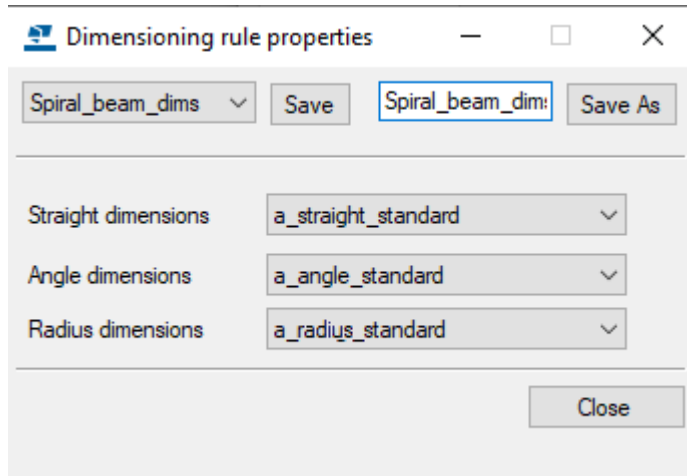 Dimensioning rule properties
Spiral_beam_dims Save Spiral_beam_dim Save As
Straight dimensions a_straight_standard
Angle dimensions a_angle_standard
Radius dimensions a_radius_standard
Close